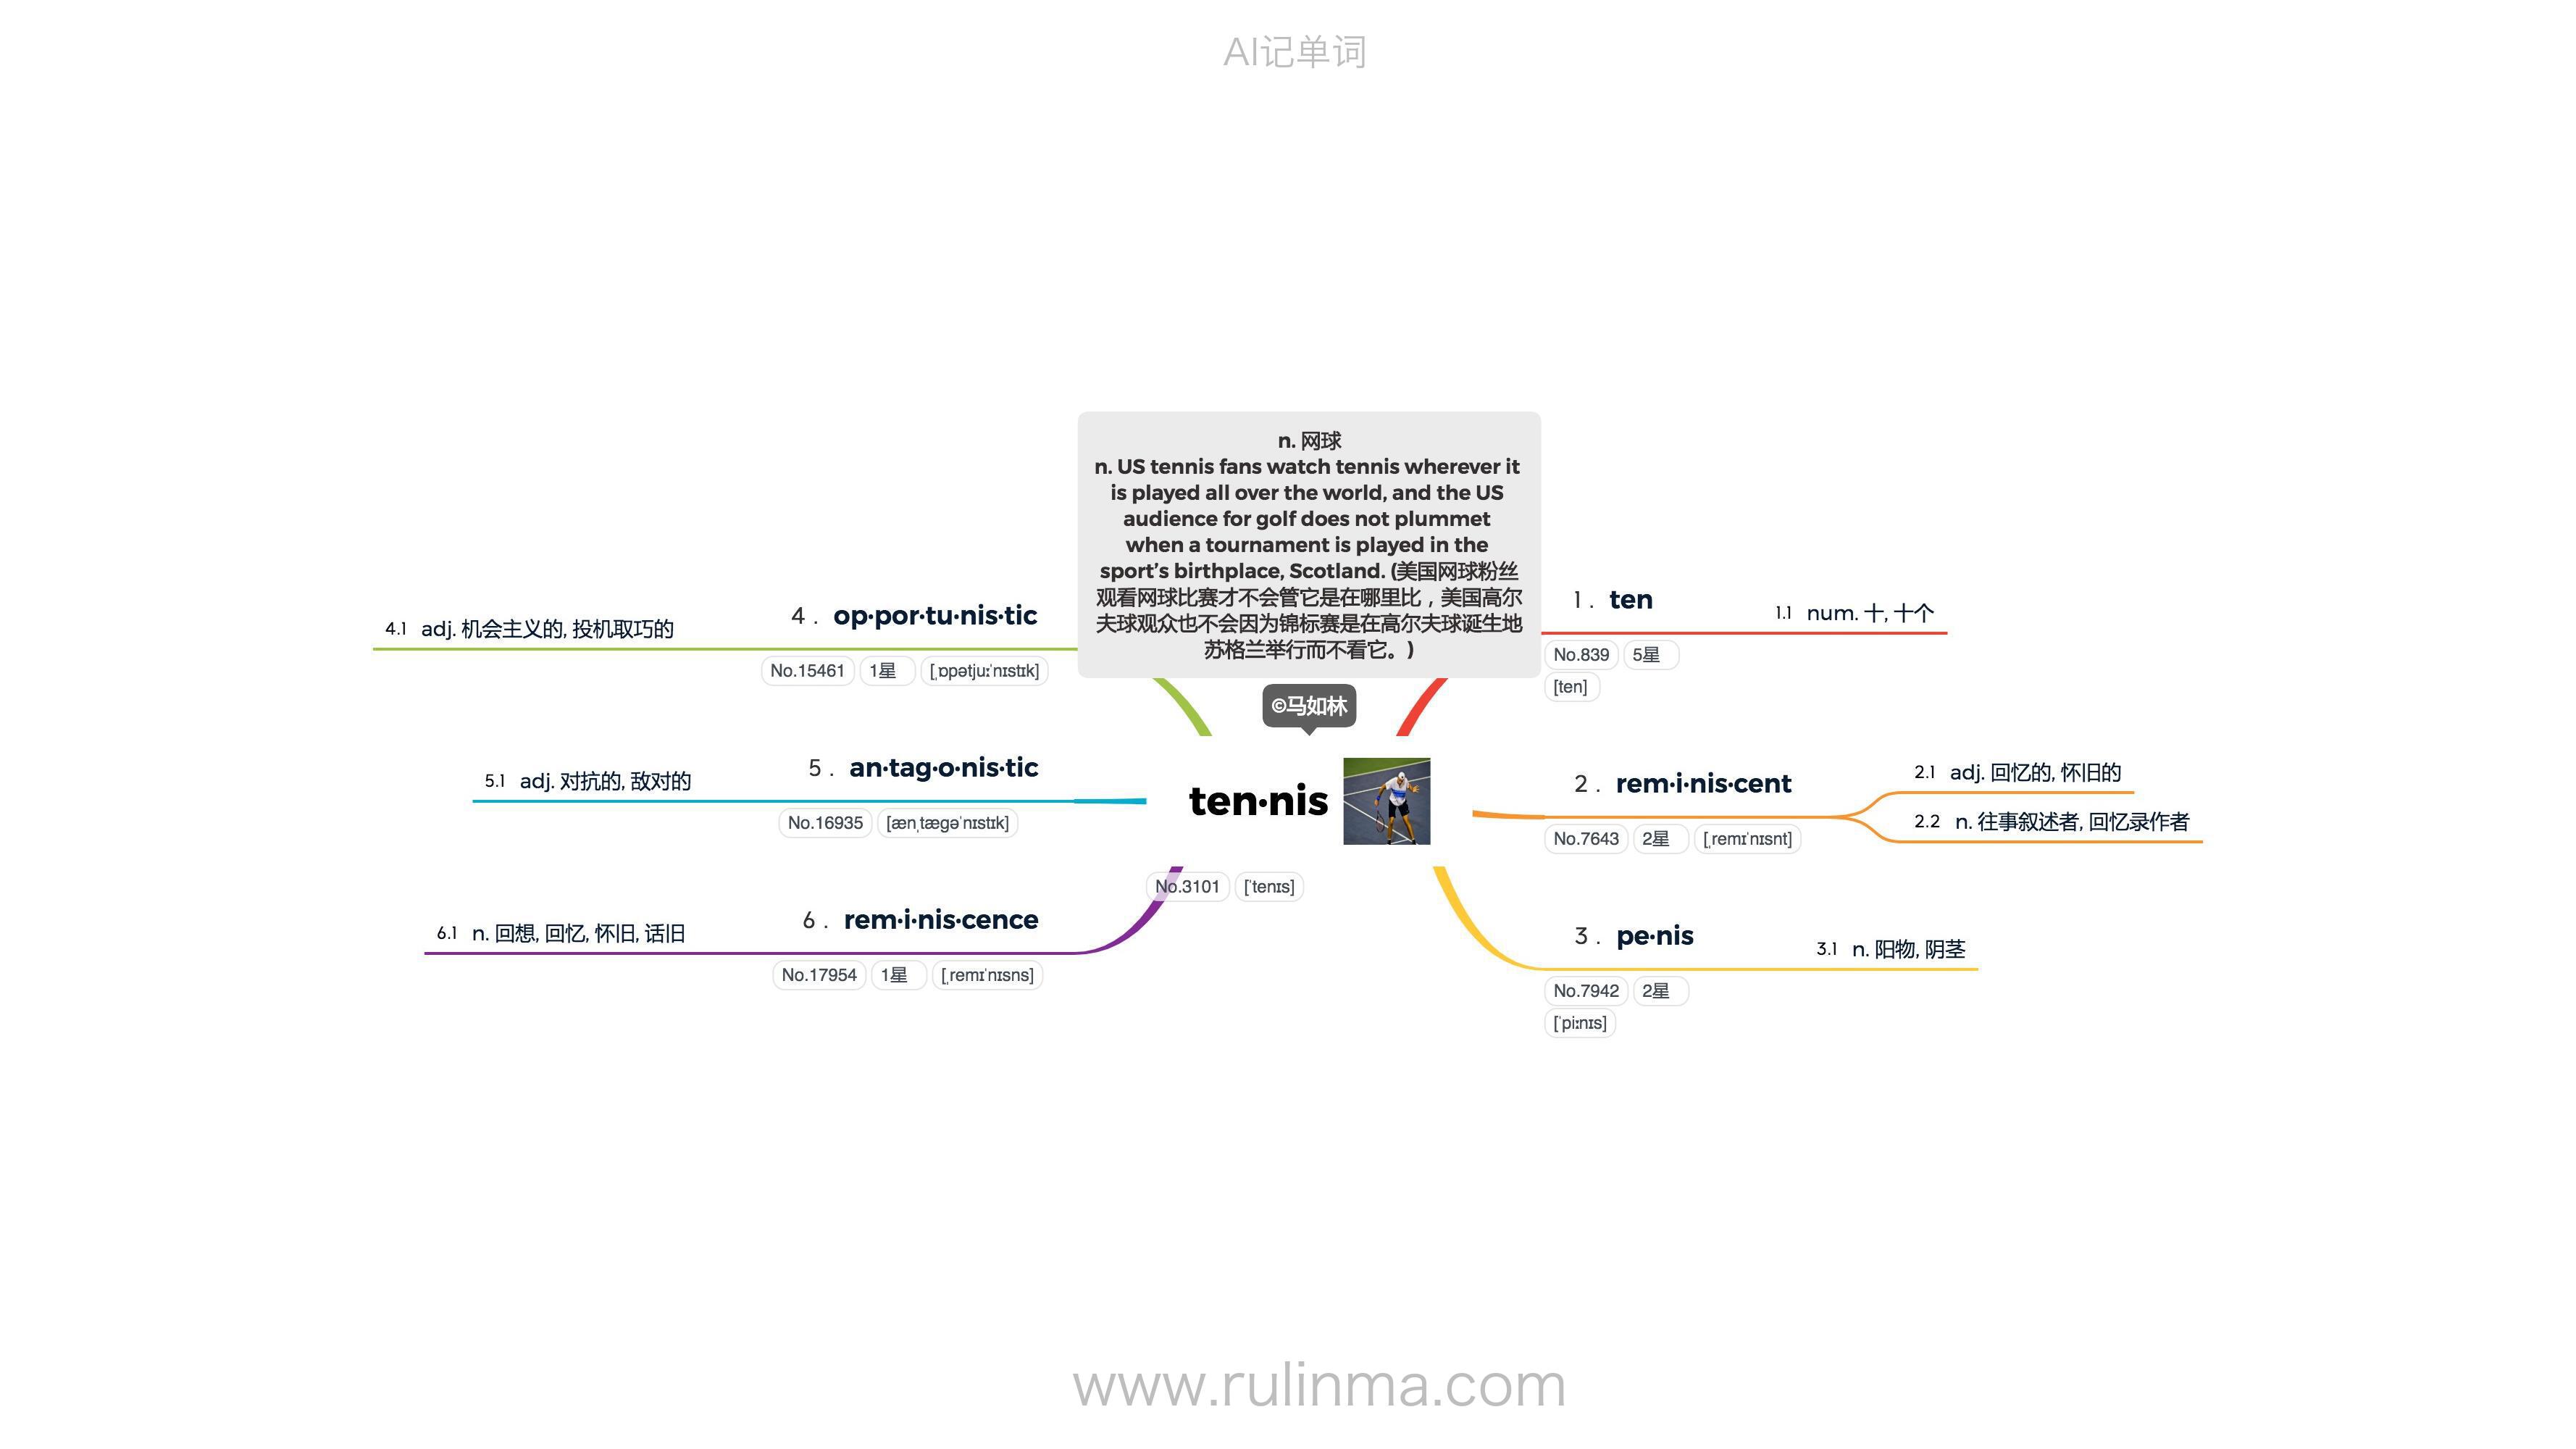 AI记单词
n. 网球
n. US tennis fans watch tennis wherever it
is played all over the world, and the US
audience for golf does not plummet
when a tournament is played in the
sport’s birthplace, Scotland. (美国网球粉丝
观看网球比赛才不会管它是在哪里比，美国高尔
夫球观众也不会因为锦标赛是在高尔夫球诞生地
苏格兰举行而不看它。)
©马如林
ten·nis
No.3101 [ˈtenɪs]
1 . ten
1.1 num. 十, 十个
No.839 5星
[ten]
2 . rem·i·nis·cent
2.1 adj. 回忆的, 怀旧的
2.2 n. 往事叙述者, 回忆录作者
No.7643 2星 [ˌremɪˈnɪsnt]
3 . pe·nis
3.1 n. 阳物, 阴茎
No.7942 2星
[ˈpiːnɪs]
4 . op·por·tu·nis·tic
4.1 adj. 机会主义的, 投机取巧的
No.15461 1星 [ˌɒpətjuːˈnɪstɪk]
5 . an·tag·o·nis·tic
5.1 adj. 对抗的, 敌对的
No.16935 [ænˌtægəˈnɪstɪk]
6 . rem·i·nis·cence
6.1 n. 回想, 回忆, 怀旧, 话旧
No.17954 1星 [ˌremɪˈnɪsns]
www.rulinma.com